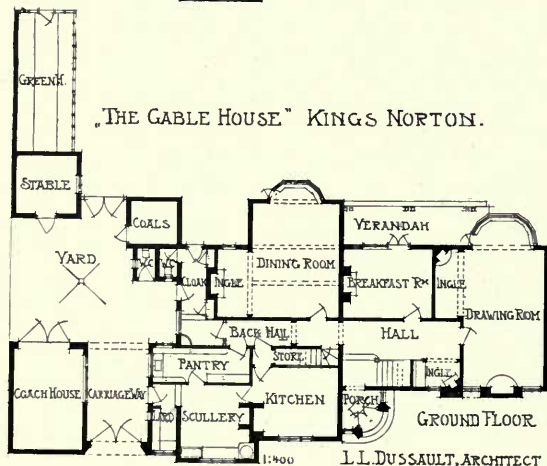 GREENH.
„THE GABLE HOUSE" KINGS NORTON.
STABLE
COALS
VERANDAH
YARD
W.C.
W.C.
CLOAK
INGLE
DINING ROOM
BREAKFAST RM
INGLE
DRAWING ROOM
BACK HALL
HALL
STORE
PANTRY
INGLE
COACH HOUSE
CARRIAGE WAY
LARD
SCULLERY
KITCHEN
PORCH
GROUND FLOOR
1:400
L.L. DUSSAULT, ARCHITECT